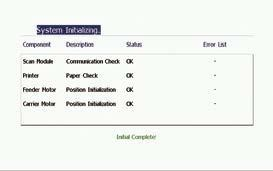 System Initializing..
Component Description Status Error List
Scan Module Communication Check OK -
Printer Paper Check OK -
Feeder Motor Position Initialization OK -
Carrier Motor Position Initialization OK -
Initial Complete!